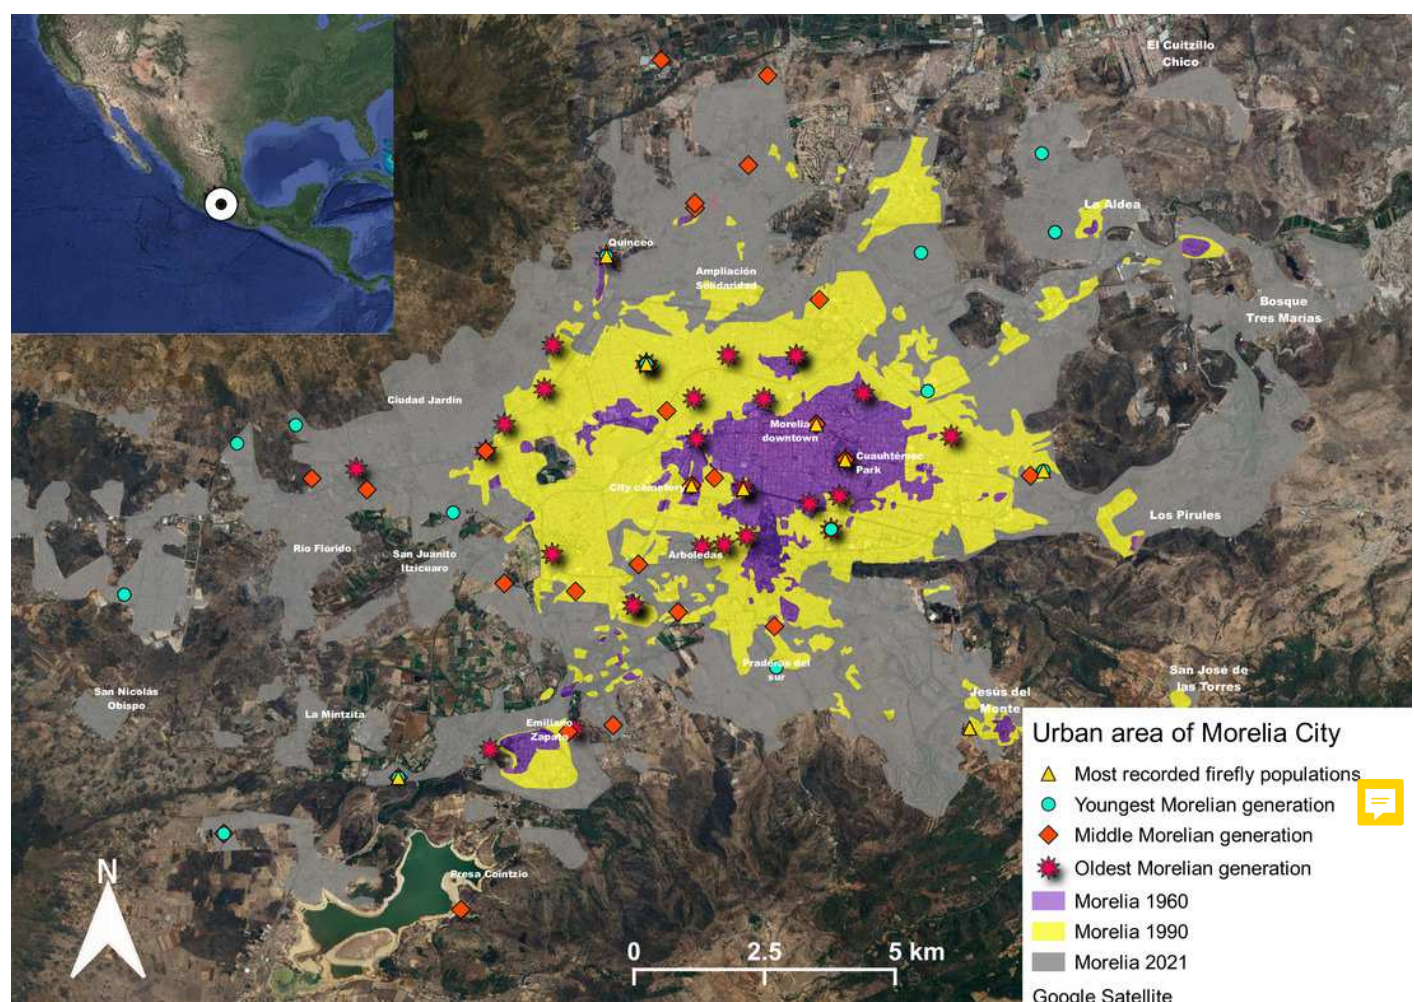 El Cuitzillo
Chico
La Aldea
Quinceo
Ampliación
Solidaridad
Bosque
Tres Marías
Ciudad Jardín
Morelia
downtown
Cuauhtémoc
Park
City cemetery
Los Pirules
Río Florido
San Juanito
Itzicuaro
Arboledas
Praderas del
sur
San José de
las Torres
San Nicolás
Obispo
La Mintzita
Jesús del
Monte
Emiliano
Zapata
Presa Cointzio
N
0 2.5 5 km
Urban area of Morelia City
Most recorded firefly populations
Youngest Morelian generation
Middle Morelian generation
Oldest Morelian generation
Morelia 1960
Morelia 1990
Morelia 2021
Google Satellite